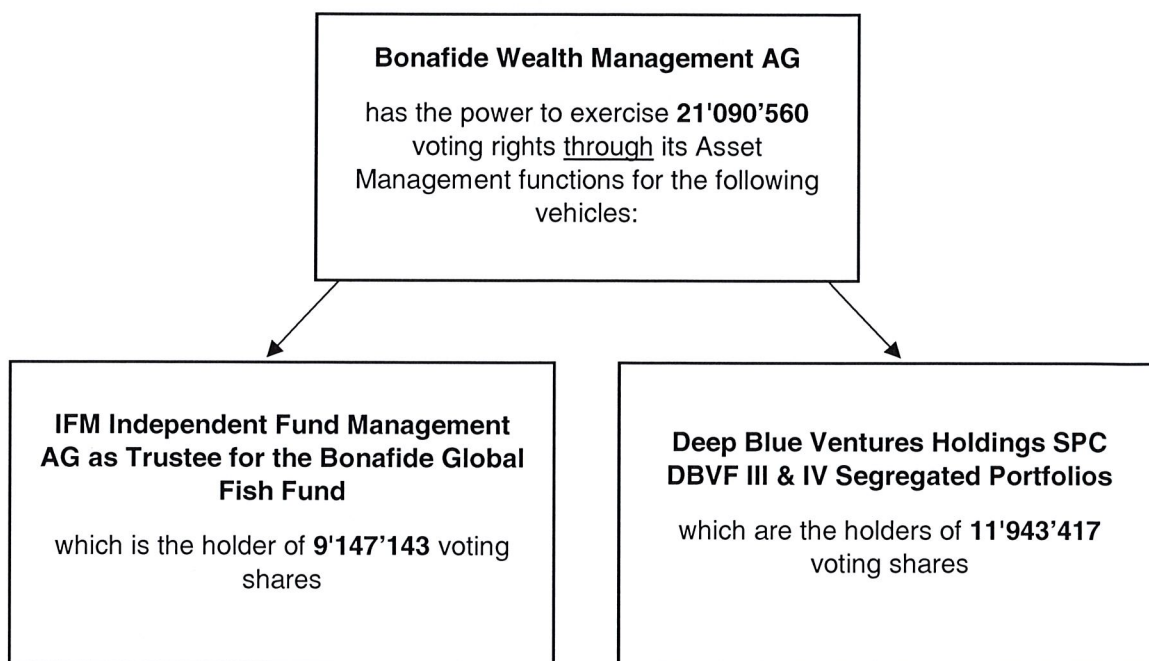 Bonafide Wealth Management AG
has the power to exercise 21'090’560
voting rights through its Asset
Management functions for the following
vehicles:
IFM Independent Fund Management
AG as Trustee for the Bonafide Global
Fish Fund
which is the holder of 9'147’143 voting
shares
Deep Blue Ventures Holdings SPC
DBVF III & IV Segregated Portfolios
which are the holders of 11'943’417
voting shares